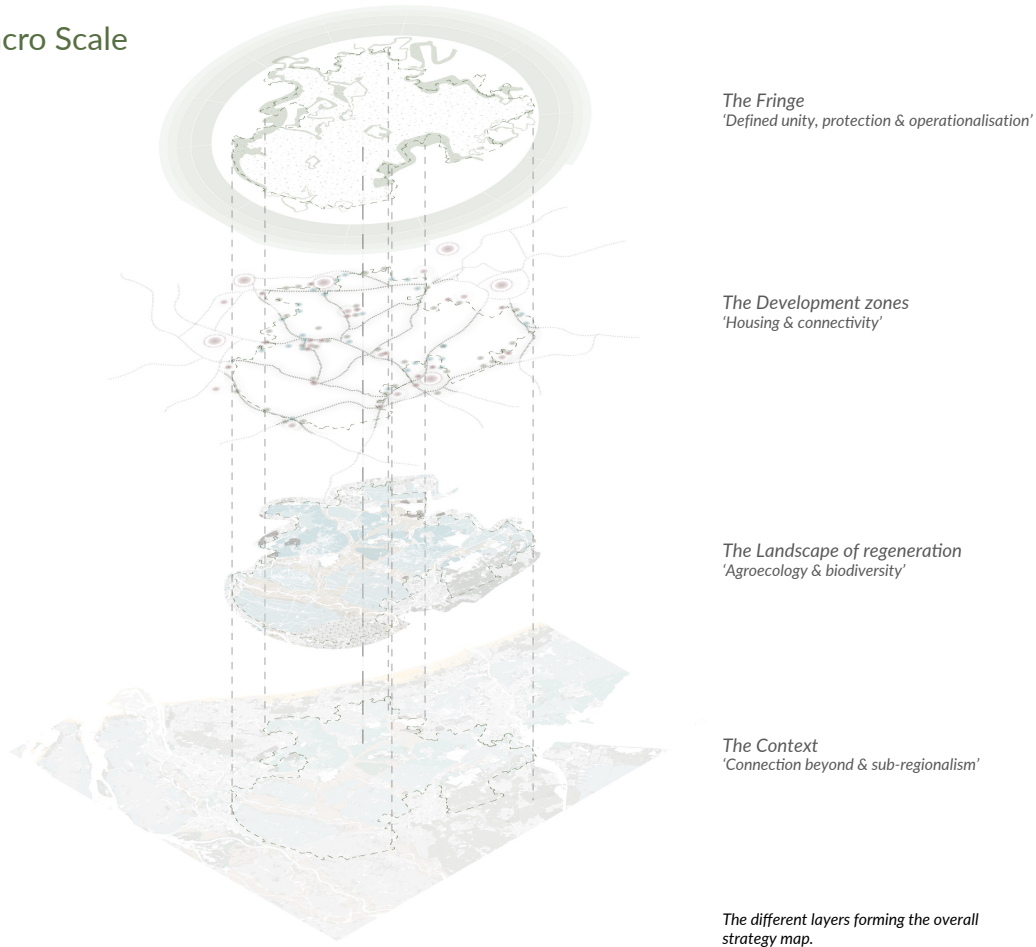 cro Scale
The Fringe
‘Defined unity, protection & operationalisation’
The Development zones
‘Housing & connectivity’
The Landscape of regeneration
‘Agroecology & biodiversity’
The Context
‘Connection beyond & sub-regionalism’
The different layers forming the overall
strategy map.